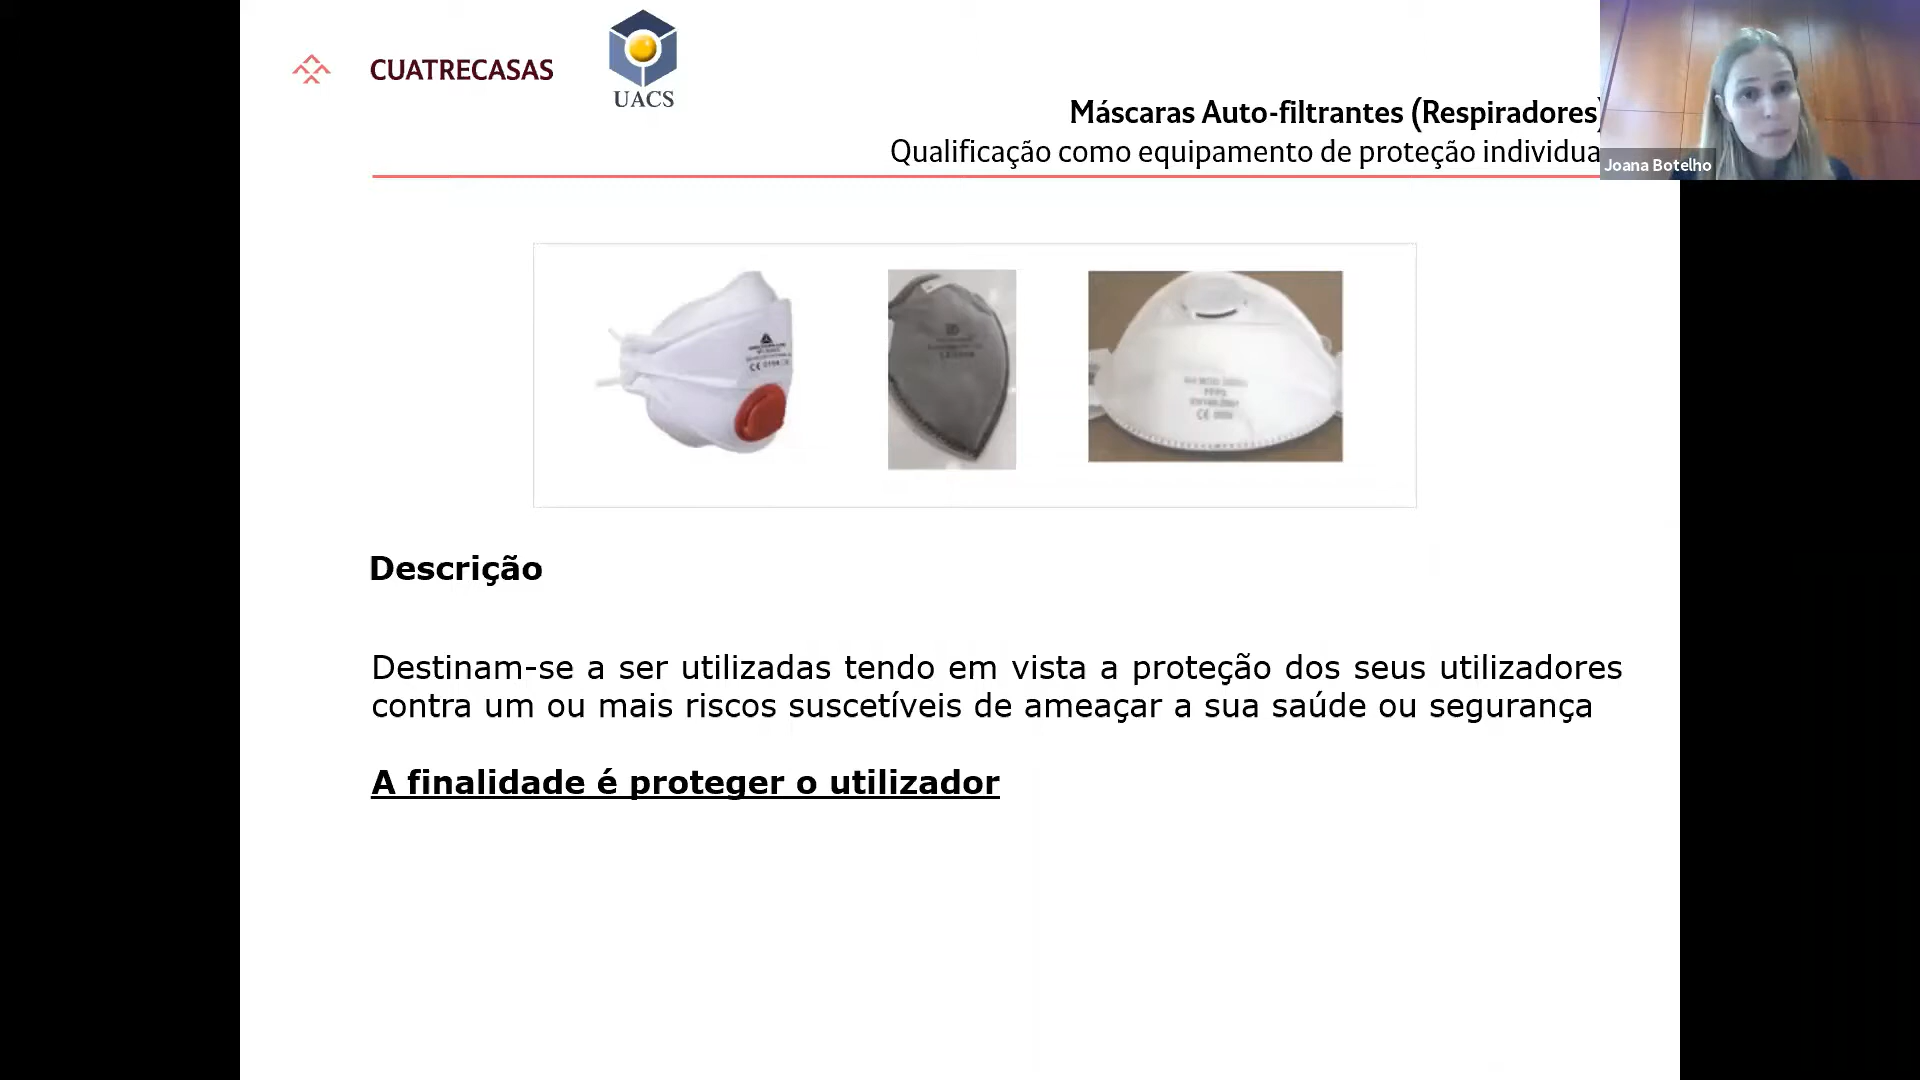 CUATRECASAS
UACS
Máscaras Auto-filtrantes (Respiradores)
Qualificação como equipamento de proteção individua
Joana Botelho
CE
CE
Descrição
Destinam-se a ser utilizadas tendo em vista a proteção dos seus utilizadores
contra um ou mais riscos suscetíveis de ameaçar a sua saúde ou segurança
A finalidade é proteger o utilizador